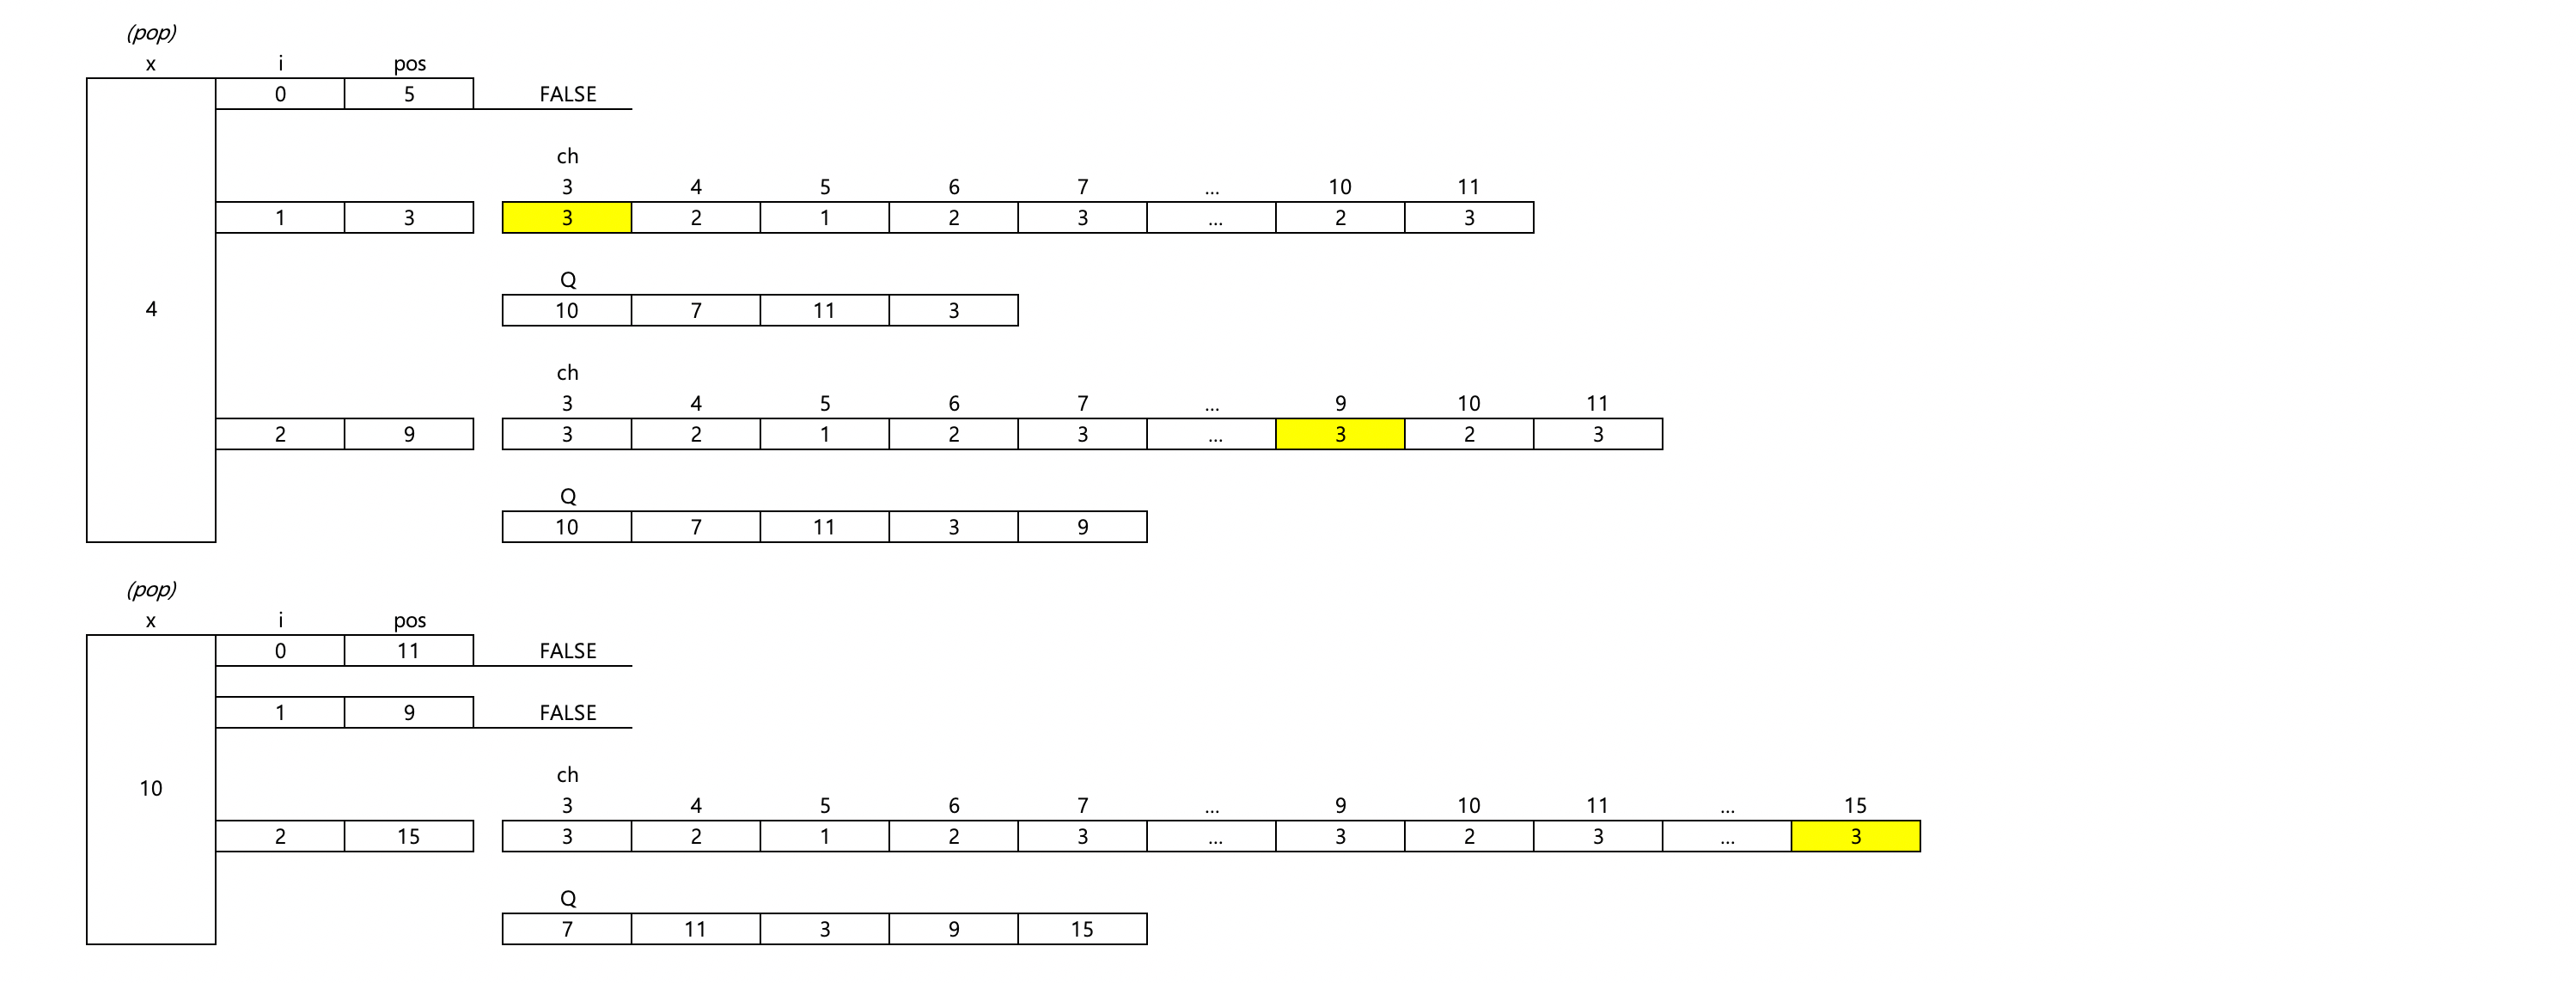 (pop)
x i pos
0 5 FALSE
ch
3 4 5 6 7 ... 10 11
1 3 3 2 1 2 3 ... 2 3
Q
4 10 7 11 3
ch
3 4 5 6 7 ... 9 10 11
2 9 3 2 1 2 3 ... 3 2 3
Q
10 7 11 3 9
(pop)
x i pos
0 11 FALSE
1 9 FALSE
ch
10
3 4 5 6 7 ... 9 10 11 ... 15
2 15 3 2 1 2 3 ... 3 2 3 ... 3
Q
7 11 3 9 15